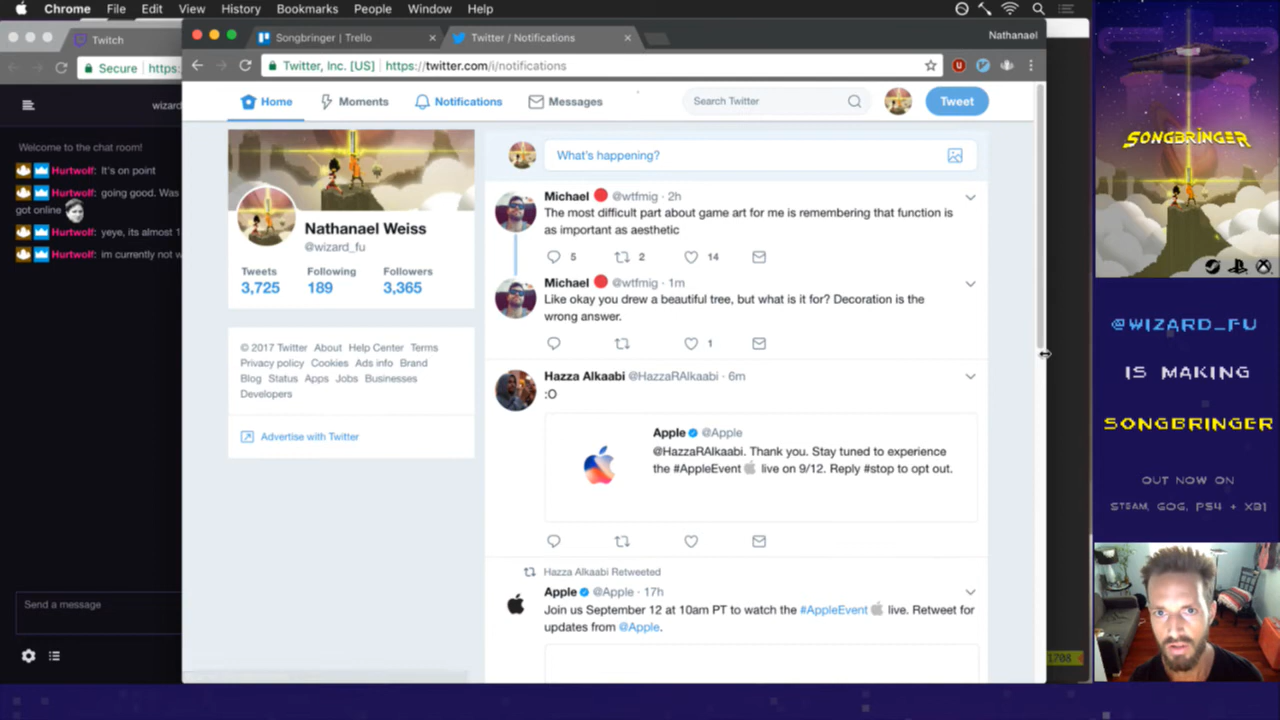 Chrome File Edit View History Bookmarks People Window Help
Twitch
Songbringer | Trello
Twitter / Notifications
Nathanael
Secure https:
Twitter, Inc. [US] https://twitter.com/i/notifications
wizard
Home
Moments
Notifications
Messages
Search Twitter
Tweet
Welcome to the chat room!
Hurtwolf: It's on point
Hurtwolf: going good. Was
got online
Hurtwolf: yeye, its almost 1
Hurtwolf: im currently not w
Send a message
Nathanael Weiss
@wizard_fu
Tweets Following Followers
3,725 189 3,365
© 2017 Twitter About Help Center Terms
Privacy policy Cookies Ads info Brand
Blog Status Apps Jobs Businesses
Developers
Advertise with Twitter
What's happening?
Michael @wtfmig · 2h
The most difficult part about game art for me is remembering that function is
as important as aesthetic
5 2 14
Michael @wtfmig · 1m
Like okay you drew a beautiful tree, but what is it for? Decoration is the
wrong answer.
1
Hazza Alkaabi @HazzaRAlkaabi · 6m
:O
Apple @Apple
@HazzaRAlkaabi. Thank you. Stay tuned to experience
the #AppleEvent live on 9/12. Reply #stop to opt out.
Hazza Alkaabi Retweeted
Apple @Apple · 17h
Join us September 12 at 10am PT to watch the #AppleEvent live. Retweet for
updates from @Apple.
1708
SONGBRINGER
@WIZARD_FU
IS MAKING
SONGBRINGER
OUT NOW ON
STEAM, GOG, PS4 + XB1